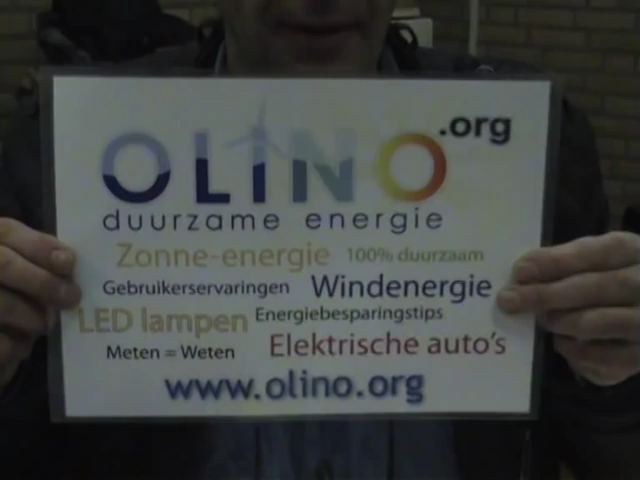 OLINO.org
duurzame energie
Zonne-energie 100% duurzaam
Gebruikerservaringen Windenergie
LED lampen Energiebesparingstips
Meten = Weten Elektrische auto's
www.olino.org